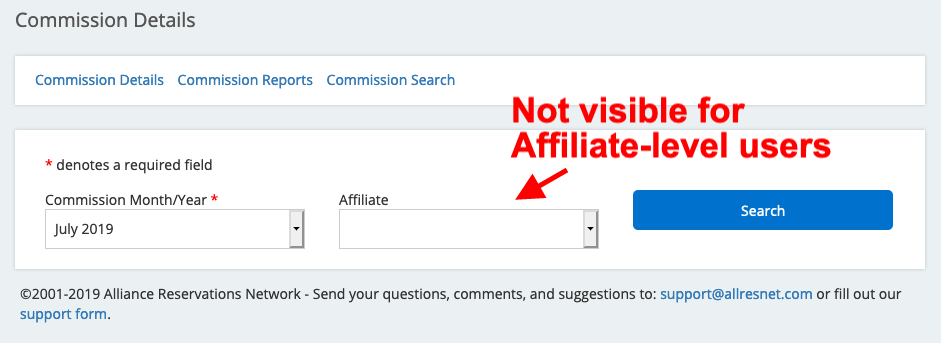 Commission Details
Commission Details Commission Reports Commission Search
Not visible for
Affiliate-level users
* denotes a required field
Commission Month/Year * Affiliate
July 2019
Search
©2001-2019 Alliance Reservations Network - Send your questions, comments, and suggestions to: support@allresnet.com or fill out our
support form.